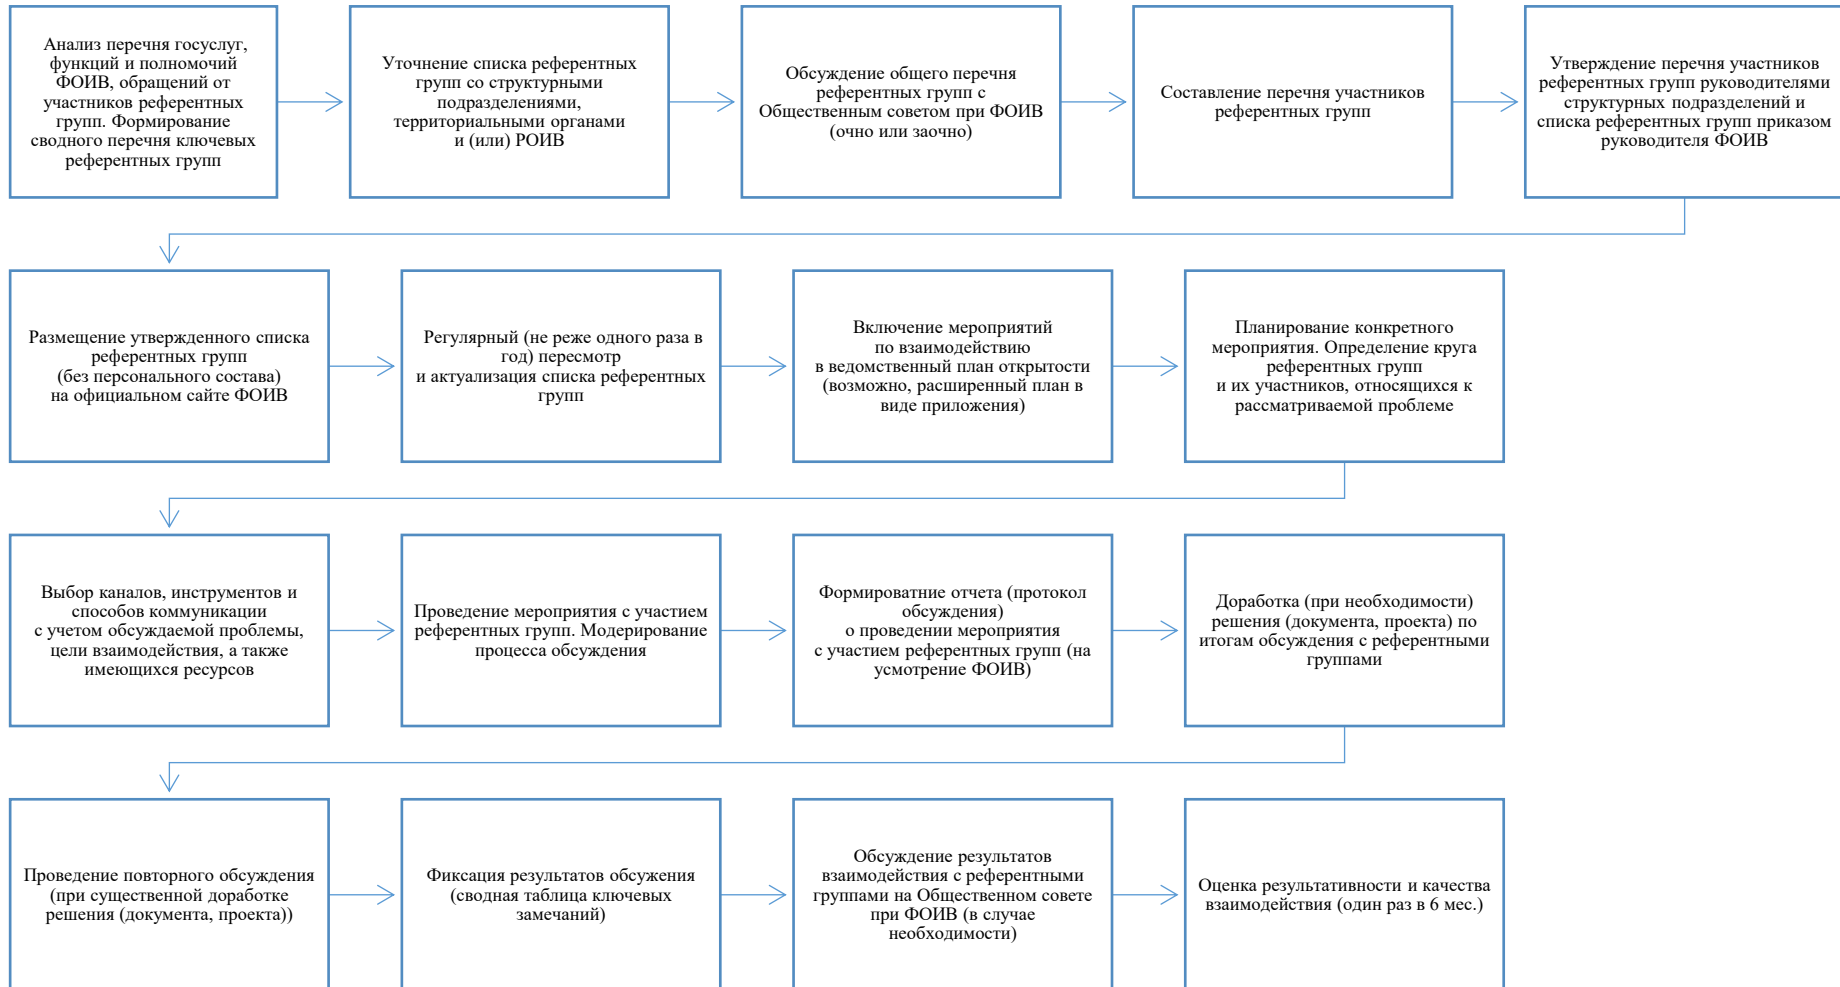 Анализ перечня госуслуг,
функций и полномочий
ФОИВ, обращений от
участников референтных
групп. Формирование
сводного перечня ключевых
референтных групп
Уточнение списка референтных
групп со структурными
подразделениями,
территориальными органами
и (или) РОИВ
Обсуждение общего перечня
референтных групп с
Общественным советом при ФОИВ
(очно или заочно)
Составление перечня участников
референтных групп
Утверждение перечня участников
референтных групп руководителями
структурных подразделений и
списка референтных групп приказом
руководителя ФОИВ
Размещение утвержденного списка
референтных групп
(без персонального состава)
на официальном сайте ФОИВ
Регулярный (не реже одного раза в
год) пересмотр
и актуализация списка референтных
групп
Включение мероприятий
по взаимодействию
в ведомственный план открытости
(возможно, расширенный план в
виде приложения)
Планирование конкретного
мероприятия. Определение круга
референтных групп
и их участников, относящихся к
рассматриваемой проблеме
Выбор каналов, инструментов и
способов коммуникации
с учетом обсуждаемой проблемы,
цели взаимодействия, а также
имеющихся ресурсов
Проведение мероприятия с участием
референтных групп. Модерирование
процесса обсуждения
Формироватние отчета (протокол
обсуждения)
о проведении мероприятия
с участием референтных групп (на
усмотрение ФОИВ)
Доработка (при необходимости)
решения (документа, проекта) по
итогам обсуждения с референтными
группами
Проведение повторного обсуждения
(при существенной доработке
решения (документа, проекта))
Фиксация результатов обсужения
(сводная таблица ключевых
замечаний)
Обсуждение результатов
взаимодействия с референтными
группами на Общественном совете
при ФОИВ (в случае
необходимости)
Оценка результативности и качества
взаимодействия (один раз в 6 мес.)